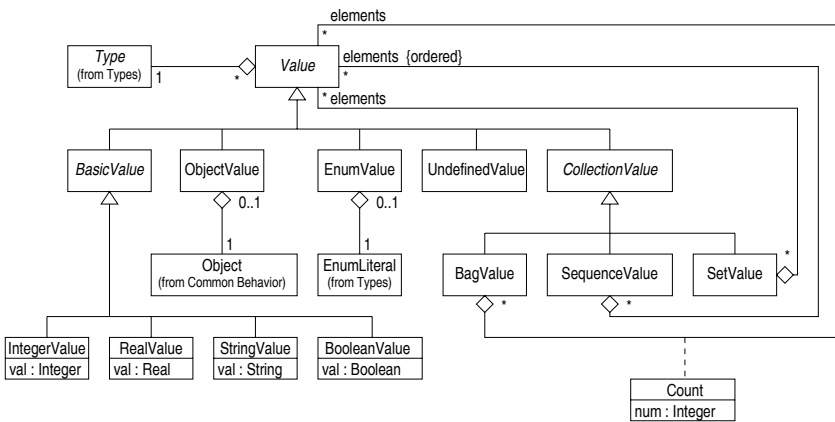 elements
*
Type
(from Types)
1
*
Value
elements {ordered}
*
* elements
BasicValue
ObjectValue
EnumValue
UndefinedValue
CollectionValue
0..1
0..1
1
1
Object
(from Common Behavior)
EnumLiteral
(from Types)
BagValue
SequenceValue
SetValue
*
*
*
IntegerValue
val : Integer
RealValue
val : Real
StringValue
val : String
BooleanValue
val : Boolean
Count
num : Integer